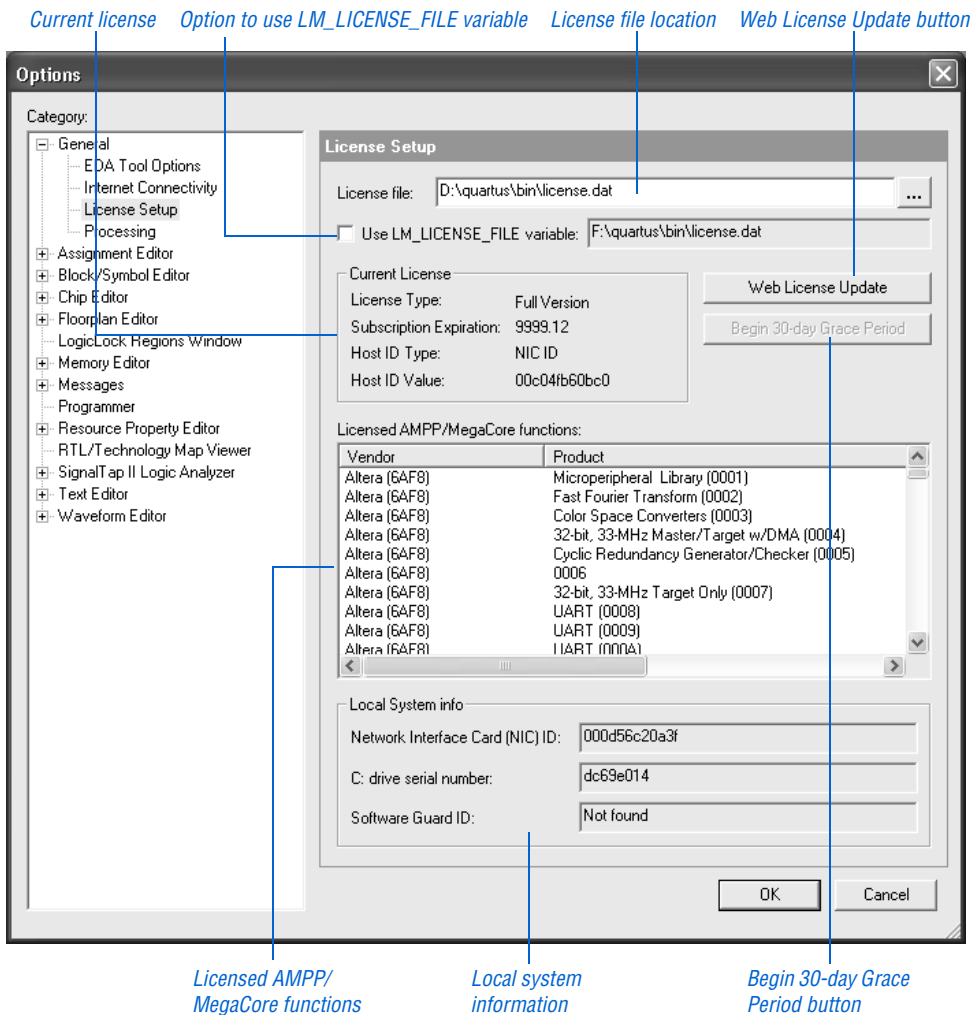 Current license Option to use LM_LICENSE_FILE variable License file location Web License Update button
Options
Category:
General
EDA Tool Options
Internet Connectivity
License Setup
Processing
Assignment Editor
Block/Symbol Editor
Chip Editor
Floorplan Editor
LogicLock Regions Window
Memory Editor
Messages
Programmer
Resource Property Editor
RTL/Technology Map Viewer
SignalTap II Logic Analyzer
Text Editor
Waveform Editor
License Setup
License file: D:\quartus\bin\license.dat ...
Use LM_LICENSE_FILE variable: F:\quartus\bin\license.dat
Current License
License Type: Full Version
Subscription Expiration: 9999.12
Host ID Type: NIC ID
Host ID Value: 00c04fb60bc0
Web License Update
Begin 30-day Grace Period
Licensed AMPP/MegaCore functions:
Vendor Product
Altera (6AF8) Microperipheral Library (0001)
Altera (6AF8) Fast Fourier Transform (0002)
Altera (6AF8) Color Space Converters (0003)
Altera (6AF8) 32-bit, 33-MHz Master/Target w/DMA (0004)
Altera (6AF8) Cyclic Redundancy Generator/Checker (0005)
Altera (6AF8) 0006
Altera (6AF8) 32-bit, 33-MHz Target Only (0007)
Altera (6AF8) UART (0008)
Altera (6AF8) UART (0009)
Altera (6AF8) UART (000A)
Local System info
Network Interface Card (NIC) ID: 000d56c20a3f
C: drive serial number: dc69e014
Software Guard ID: Not found
OK Cancel
Licensed AMPP/
MegaCore functions
Local system
information
Begin 30-day Grace
Period button